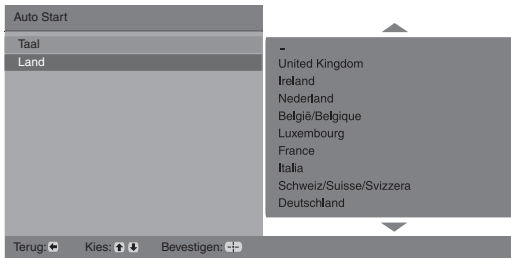 Auto Start
Taal
Land
-
United Kingdom
Ireland
Nederland
België/Belgique
Luxembourg
France
Italia
Schweiz/Suisse/Svizzera
Deutschland
Terug: Kies: Bevestigen: